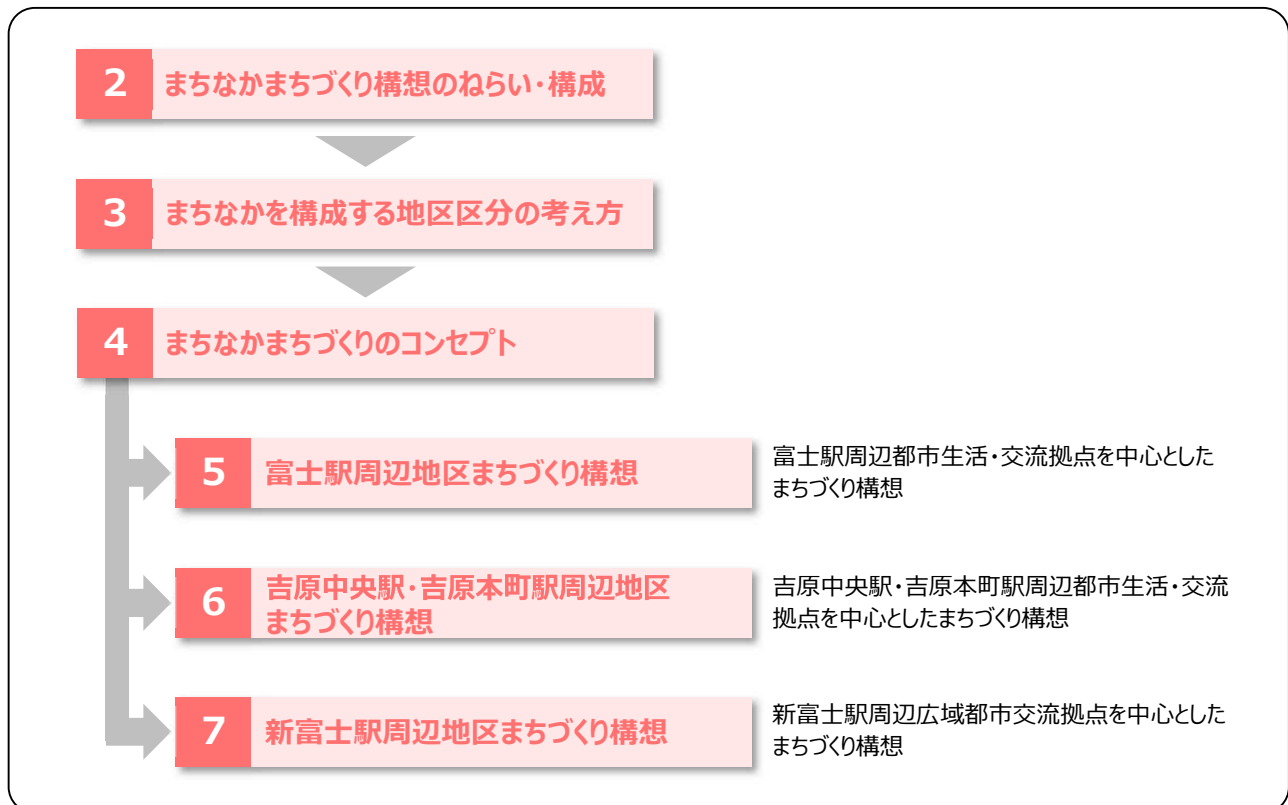 2 まちなかまちづくり構想のねらい・構成
3 まちなかを構成する地区区分の考え方
4 まちなかまちづくりのコンセプト
5 富士駅周辺地区まちづくり構想
富士駅周辺都市生活・交流拠点を中心とした
まちづくり構想
6 吉原中央駅・吉原本町駅周辺地区
まちづくり構想
吉原中央駅・吉原本町駅周辺都市生活・交流
拠点を中心としたまちづくり構想
7 新富士駅周辺地区まちづくり構想
新富士駅周辺広域都市交流拠点を中心とした
まちづくり構想